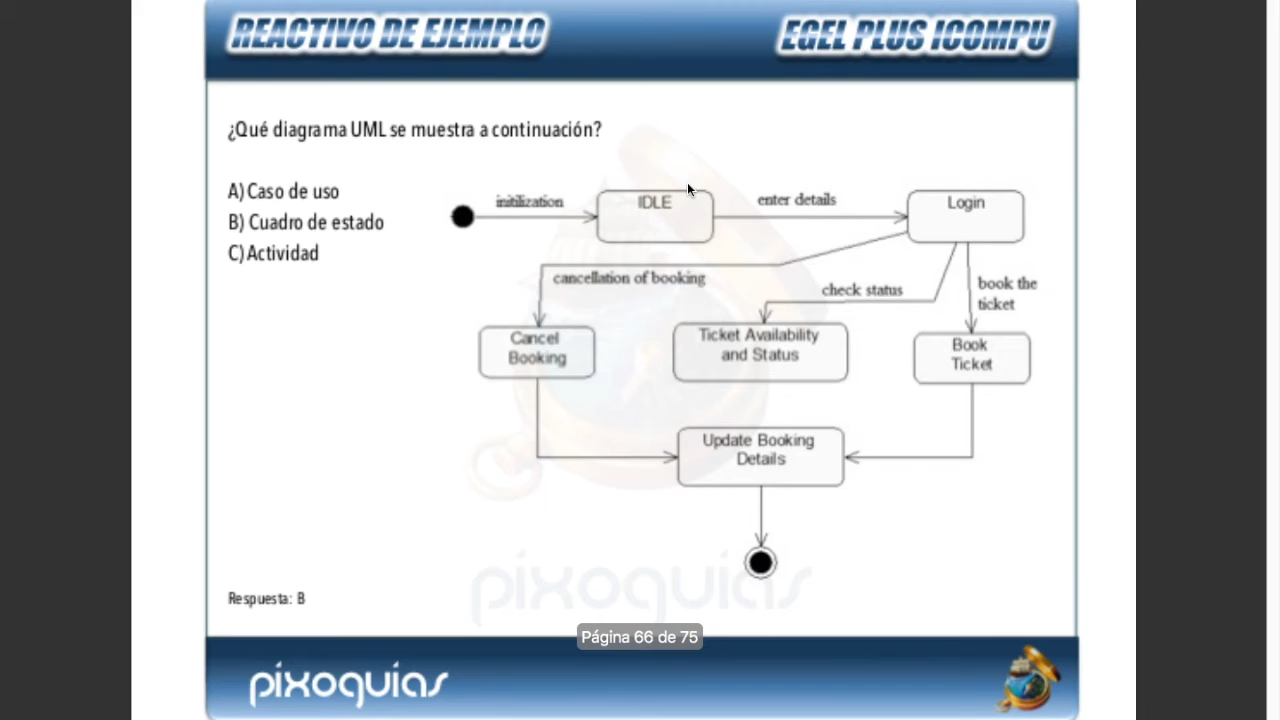 REACTIVO DE EJEMPLO
EGEL PLUS ICOMPU
¿Qué diagrama UML se muestra a continuación?
A) Caso de uso
B) Cuadro de estado
C) Actividad
initilization
IDLE
enter details
Login
cancellation of booking
check status
book the
ticket
Cancel
Booking
Ticket Availability
and Status
Book
Ticket
Update Booking
Details
pixoguías
Respuesta: B
Página 66 de 75
pixoguías